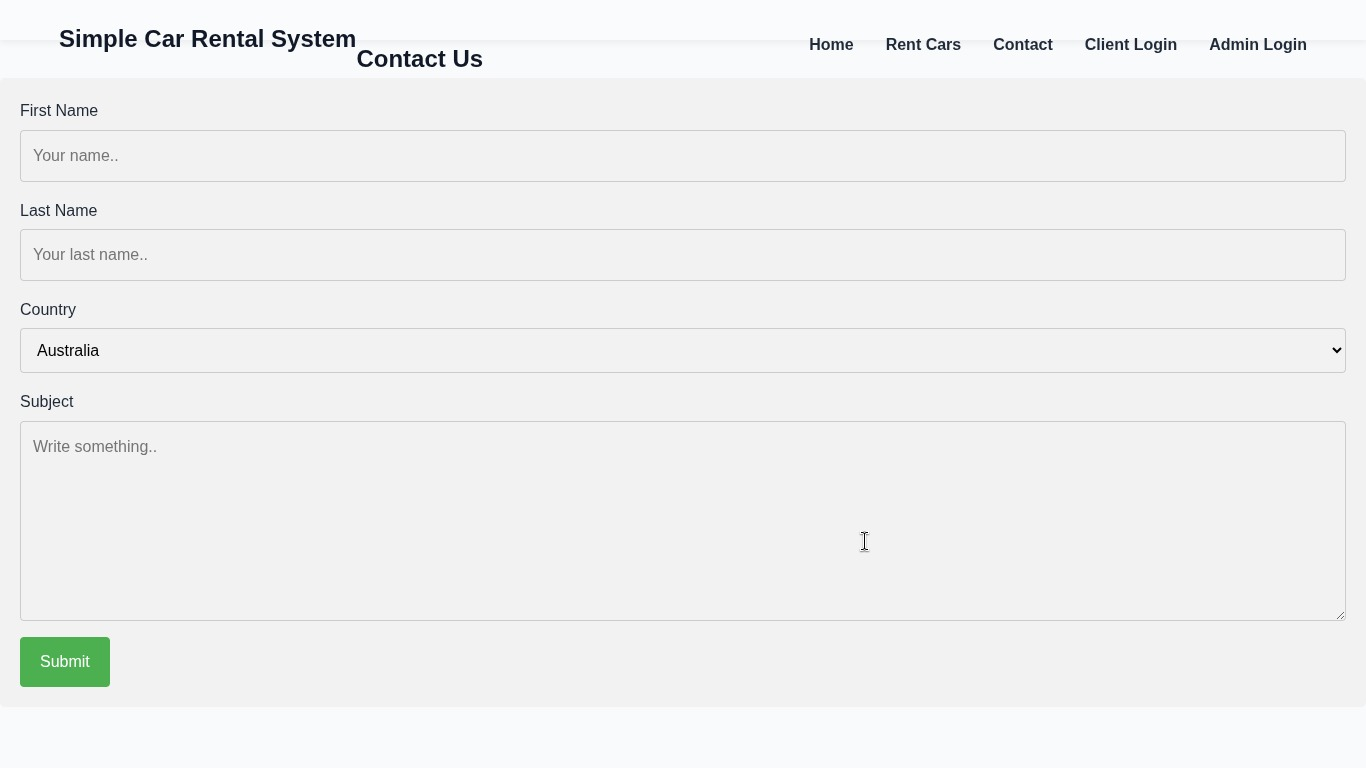 Simple Car Rental System
Contact Us
Home
Rent Cars
Contact
Client Login
Admin Login
First Name
Your name..
Last Name
Your last name..
Country
Australia
Subject
Write something..
Submit